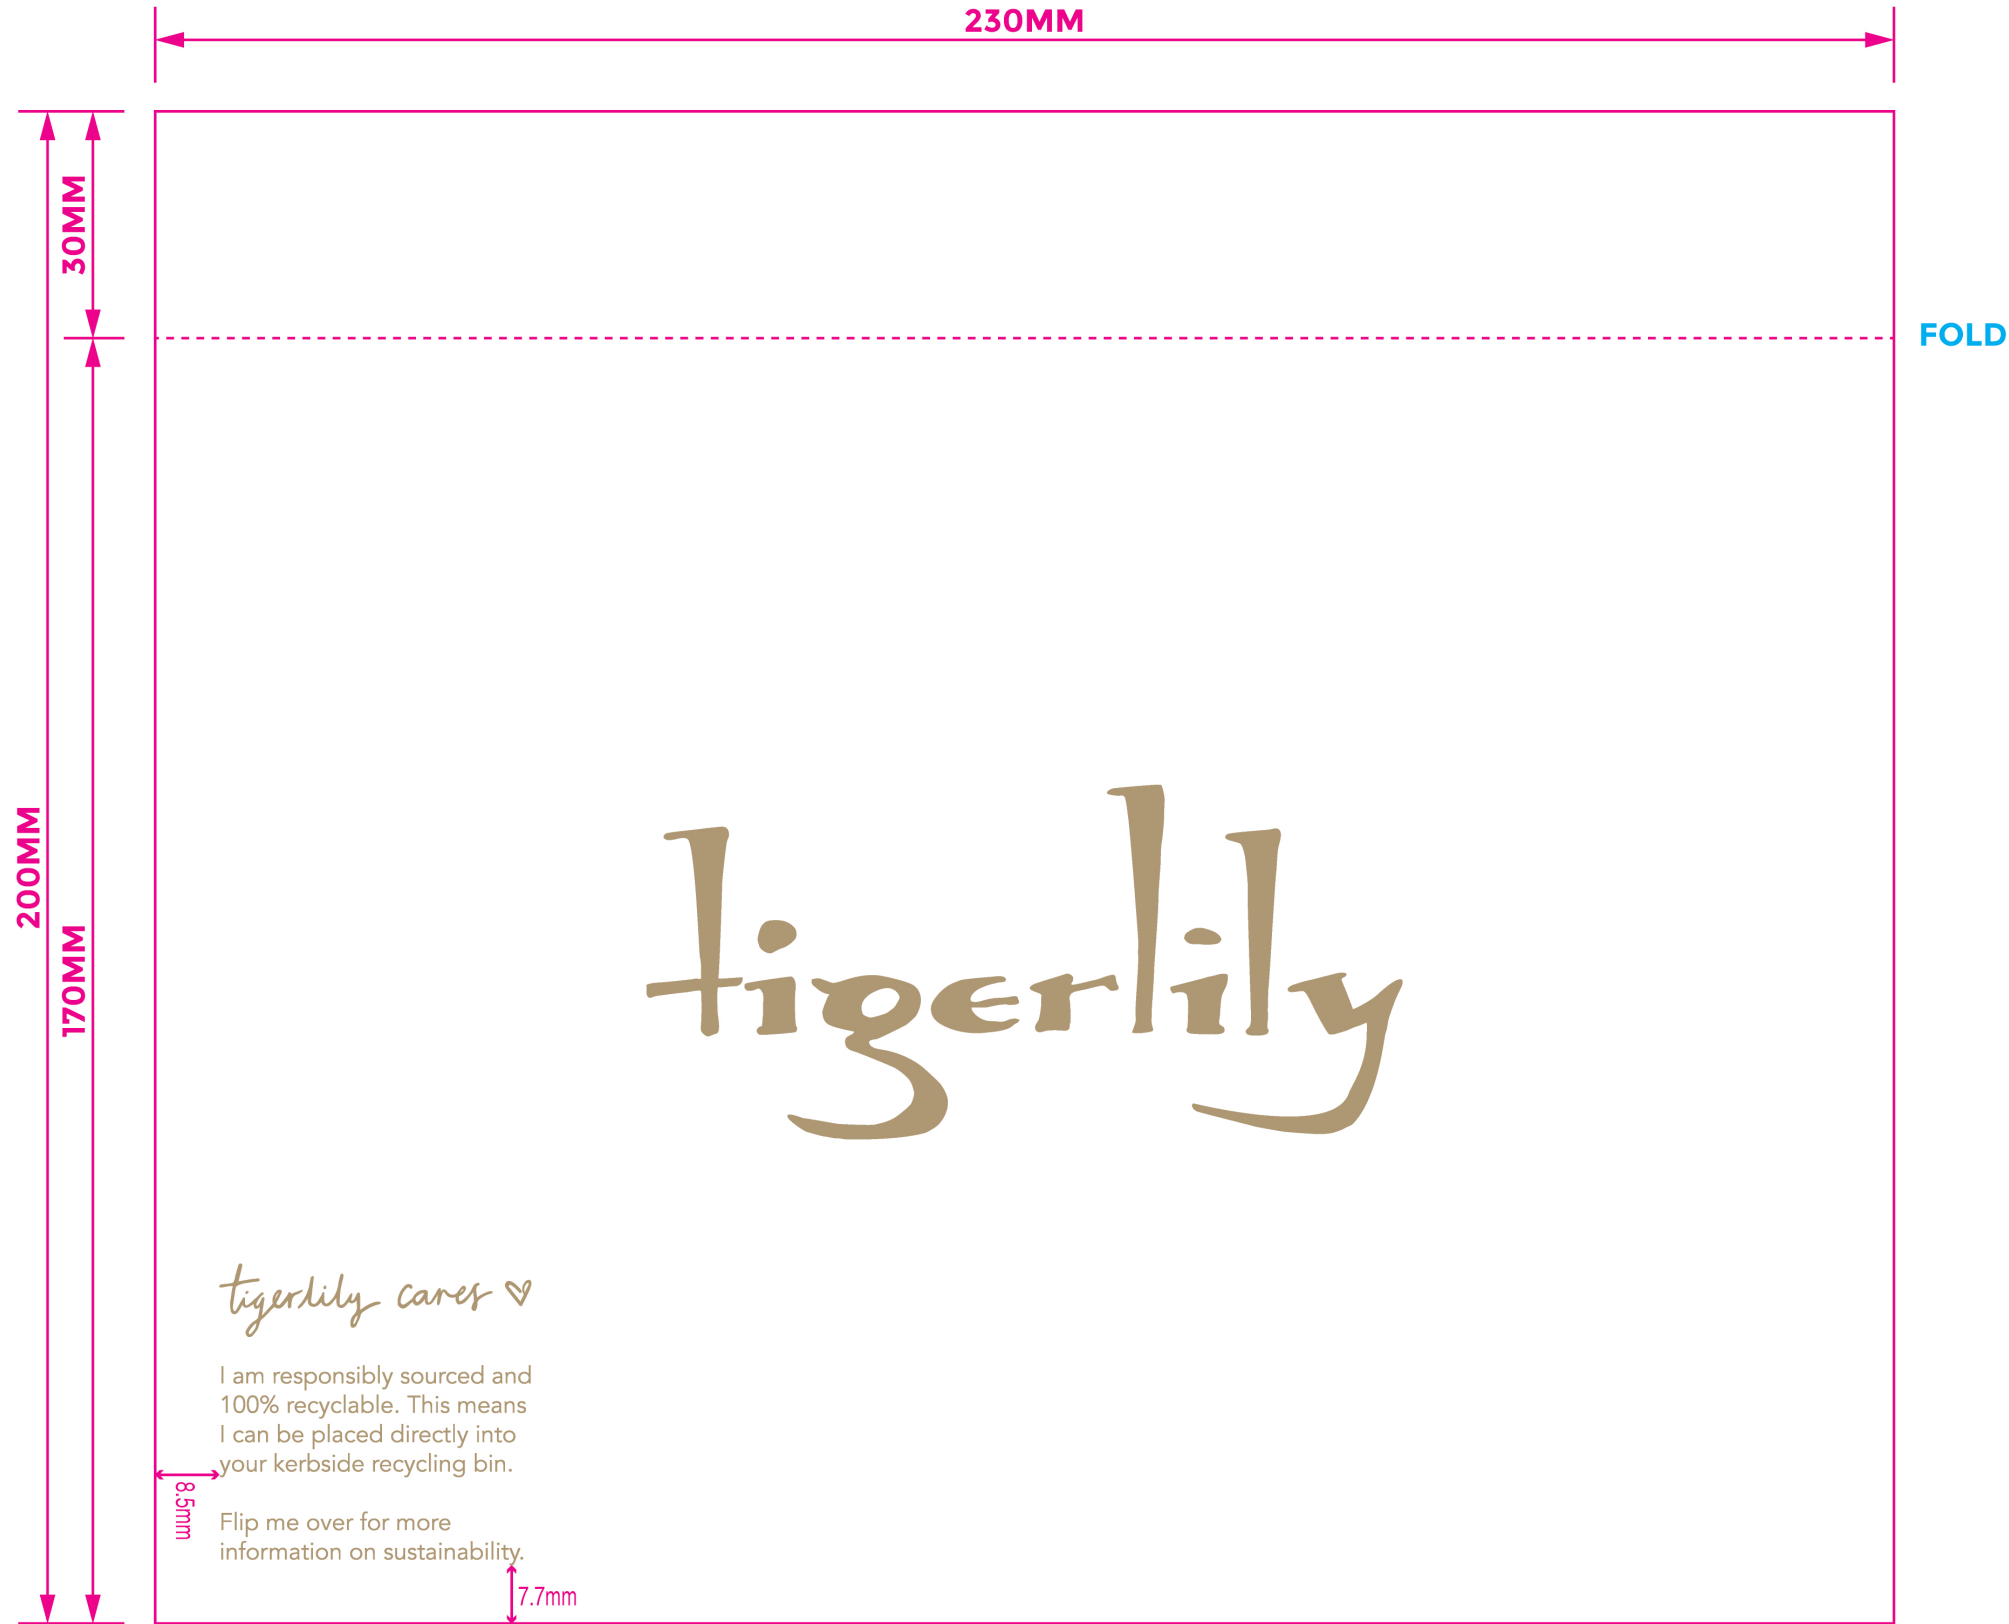 230MM
30MM
FOLD
200MM
170MM
tigerlily
tigerlily cares
I am responsibly sourced and
100% recyclable. This means
I can be placed directly into
your kerbside recycling bin.
8.5mm
Flip me over for more
information on sustainability.
7.7mm